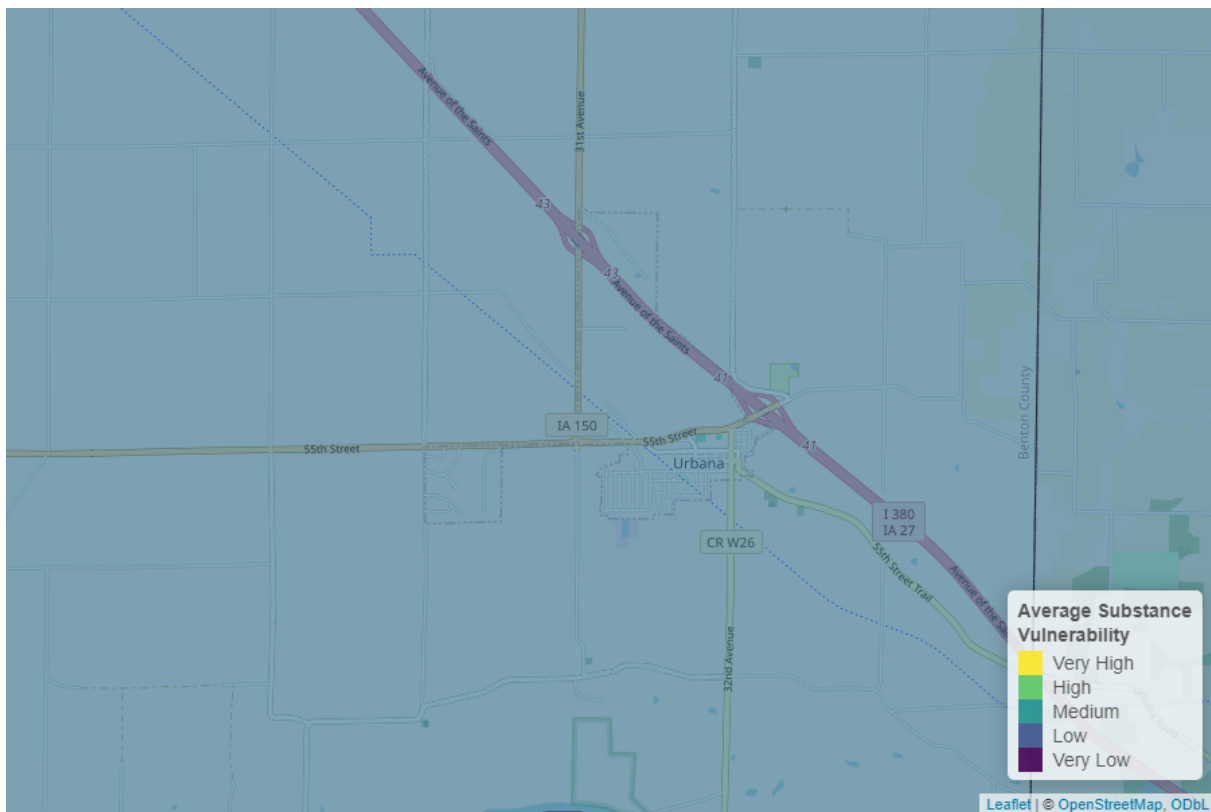 Avenue of the Saints
31st Avenue
43
43
Avenue of the Saints
41
IA 150
55th Street
55th Street
Urbana
41
Benton County
I 380
IA 27
CR W26
55th Street Trail
Avenue of the
32nd Avenue
Average Substance
Vulnerability
Very High
High
Medium
Low
Very Low
Leaflet | © OpenStreetMap, ODbL